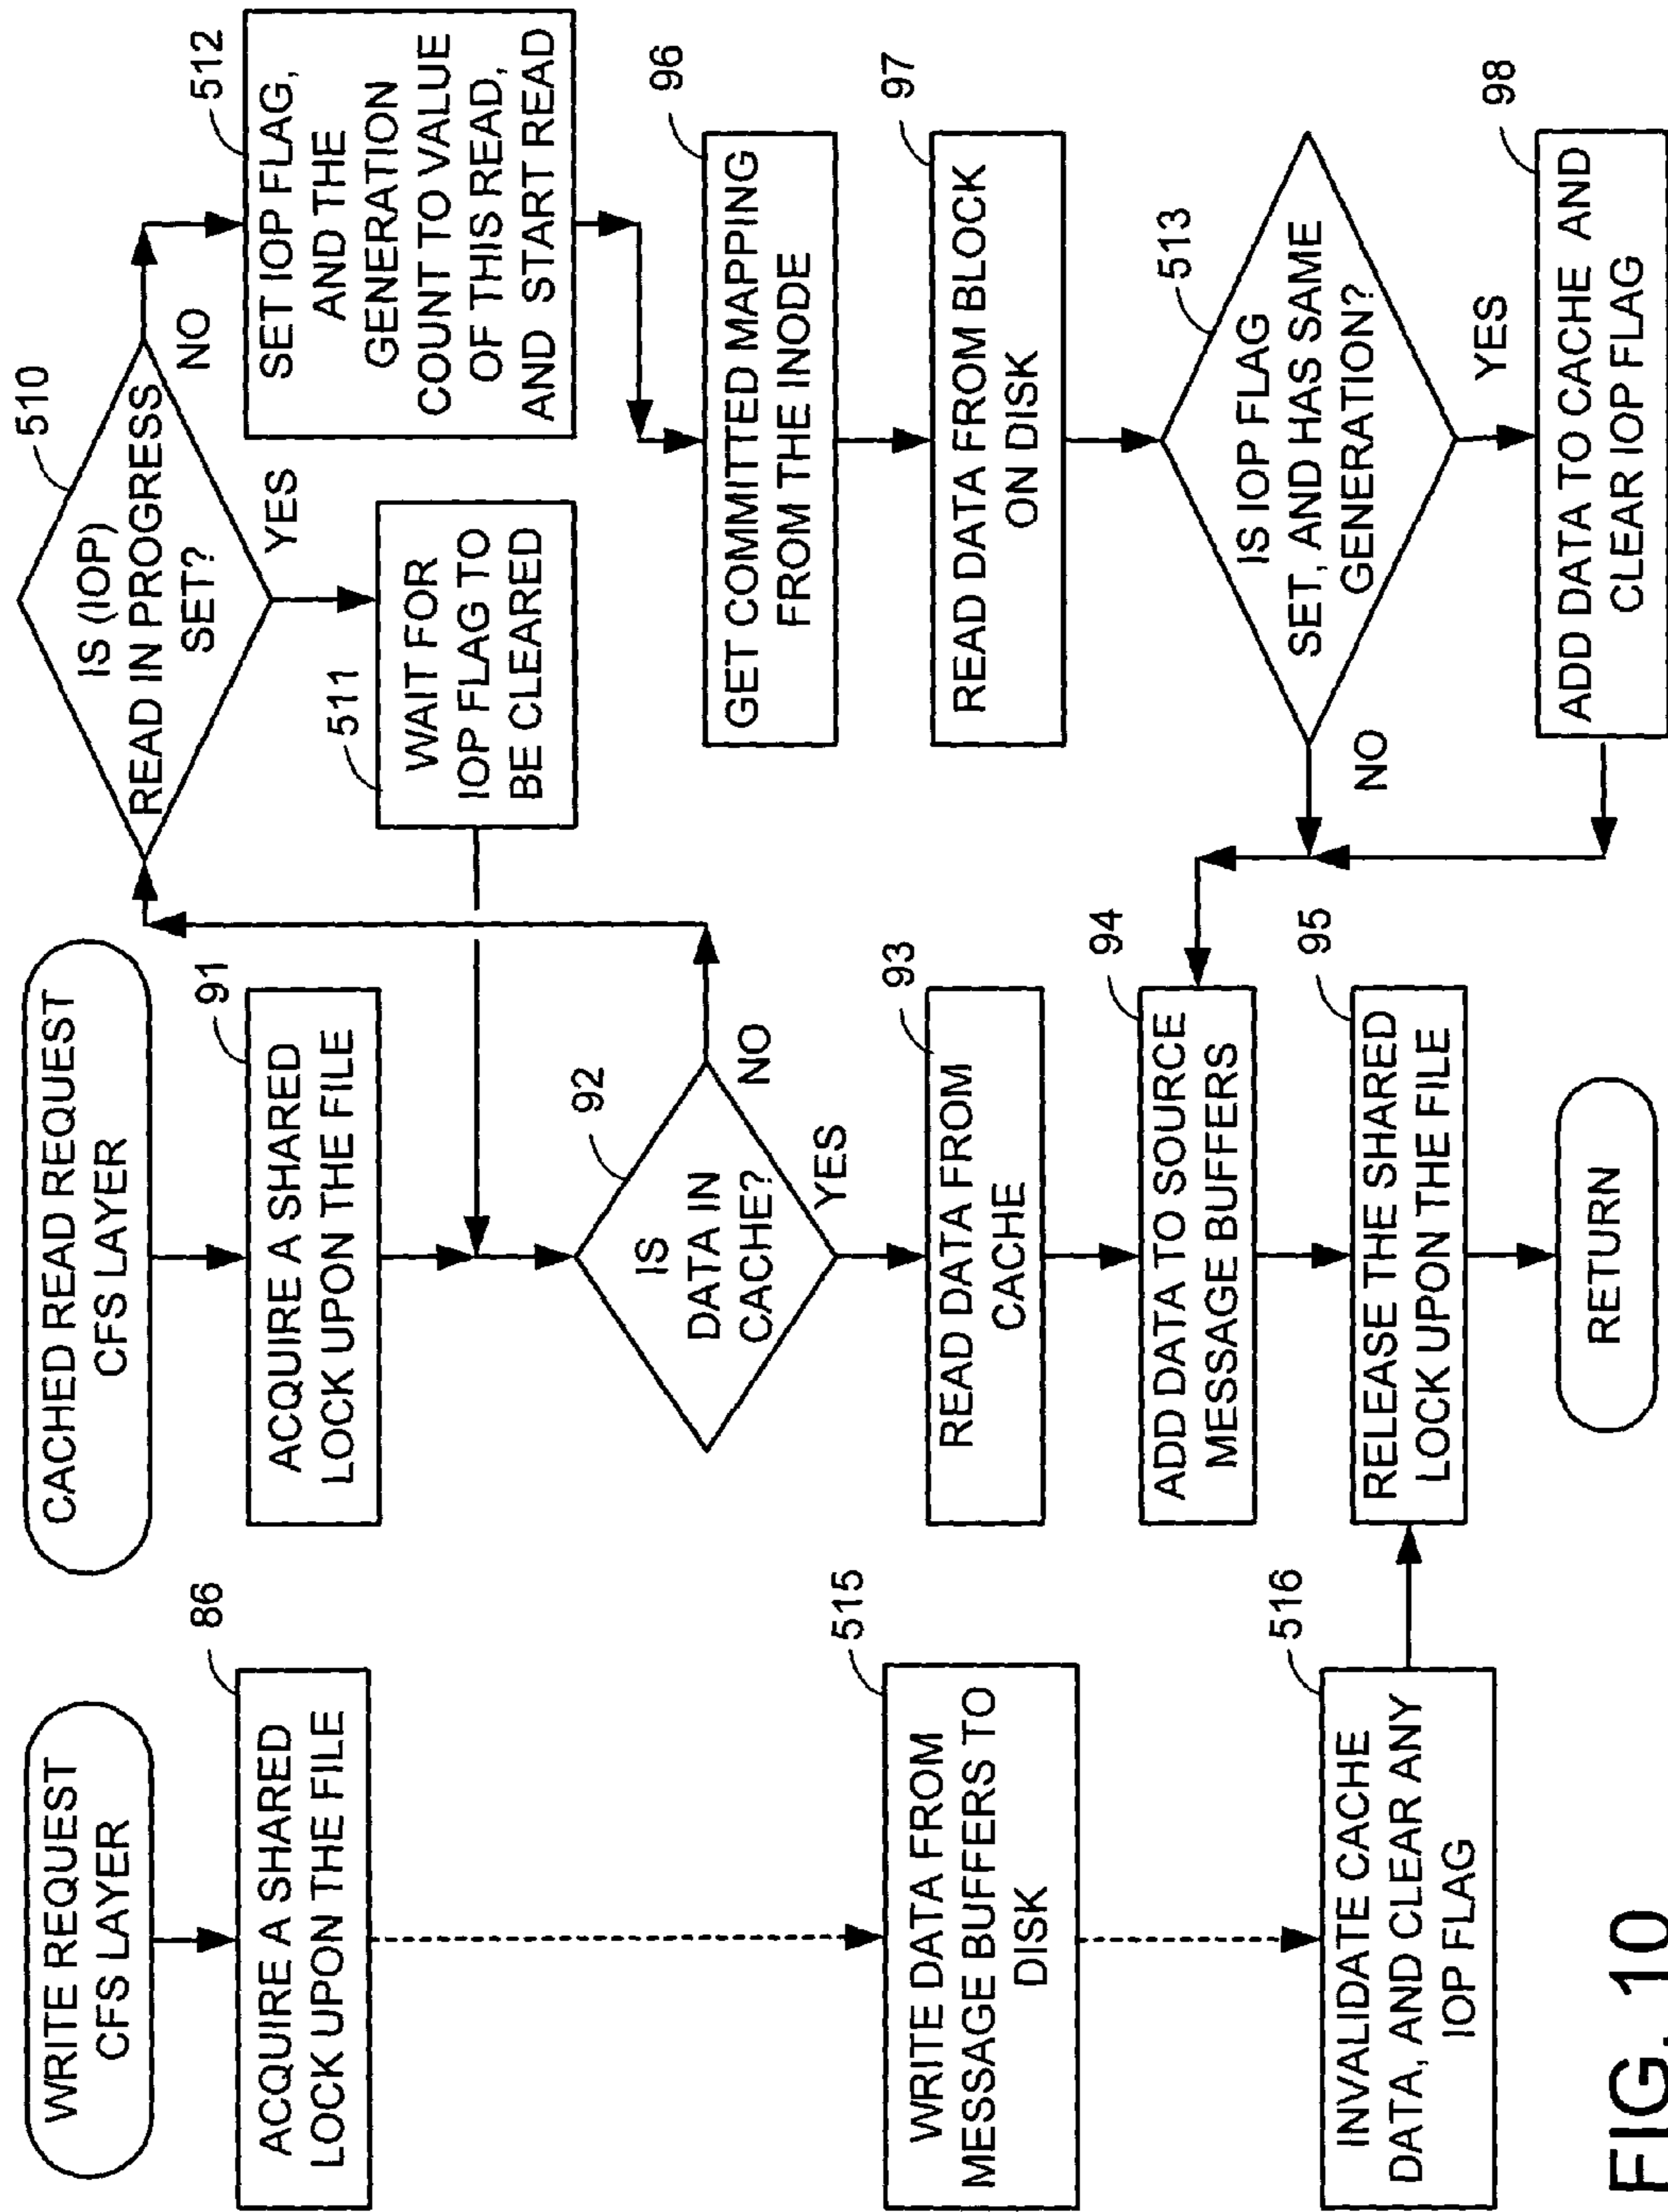 WRITE REQUEST
CFS LAYER
86
ACQUIRE A SHARED
LOCK UPON THE FILE
515
WRITE DATA FROM
MESSAGE BUFFERS TO
DISK
516
INVALIDATE CACHE
DATA, AND CLEAR ANY
IOP FLAG
CACHED READ REQUEST
CFS LAYER
91
ACQUIRE A SHARED
LOCK UPON THE FILE
92
IS
DATA IN
CACHE?
NO
YES
93
READ DATA FROM
CACHE
94
ADD DATA TO SOURCE
MESSAGE BUFFERS
95
RELEASE THE SHARED
LOCK UPON THE FILE
RETURN
510
IS (IOP)
READ IN PROGRESS
SET?
NO
YES
511
WAIT FOR
IOP FLAG TO
BE CLEARED
512
SET IOP FLAG,
AND THE
GENERATION
COUNT TO VALUE
OF THIS READ,
AND START READ
96
GET COMMITTED MAPPING
FROM THE INODE
97
READ DATA FROM BLOCK
ON DISK
513
IS IOP FLAG
SET, AND HAS SAME
GENERATION?
NO
YES
98
ADD DATA TO CACHE AND
CLEAR IOP FLAG
FIG. 10